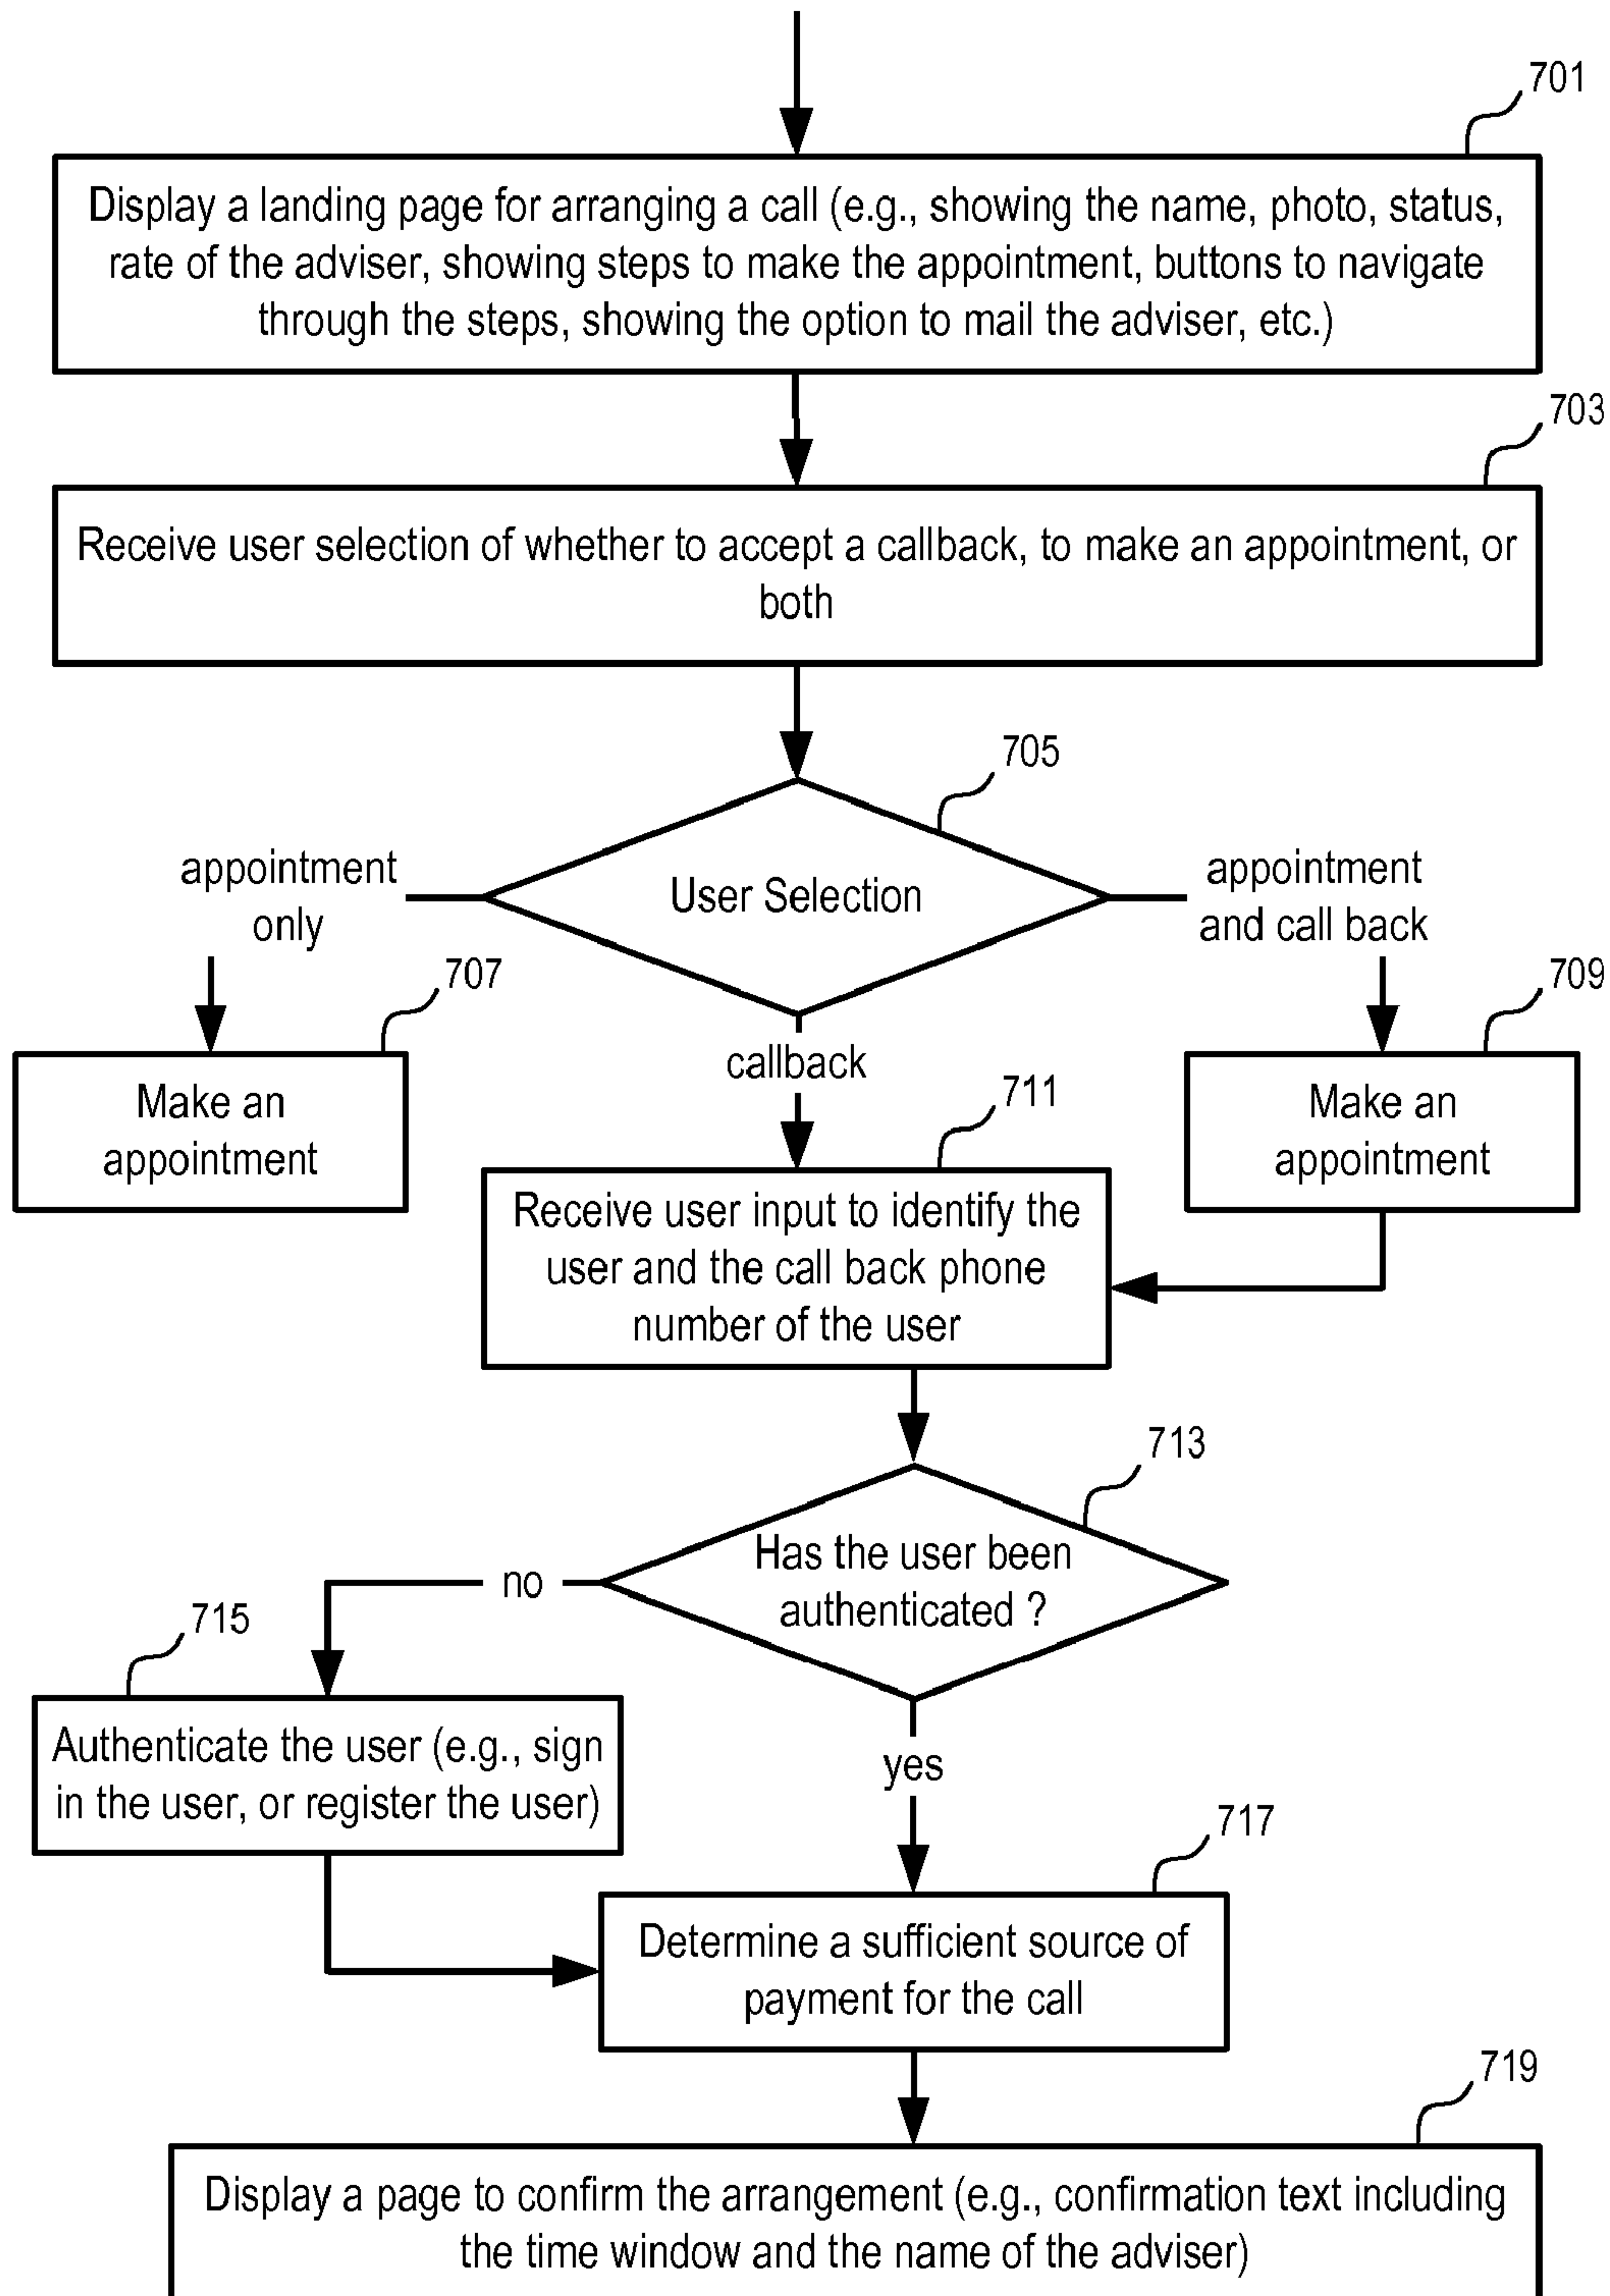 701
Display a landing page for arranging a call (e.g., showing the name, photo, status,
rate of the adviser, showing steps to make the appointment, buttons to navigate
through the steps, showing the option to mail the adviser, etc.)
703
Receive user selection of whether to accept a callback, to make an appointment, or
both
705
User Selection
appointment
only
appointment
and call back
707
Make an
appointment
callback
709
Make an
appointment
711
Receive user input to identify the
user and the call back phone
number of the user
713
Has the user been
authenticated ?
no
715
Authenticate the user (e.g., sign
in the user, or register the user)
yes
717
Determine a sufficient source of
payment for the call
719
Display a page to confirm the arrangement (e.g., confirmation text including
the time window and the name of the adviser)